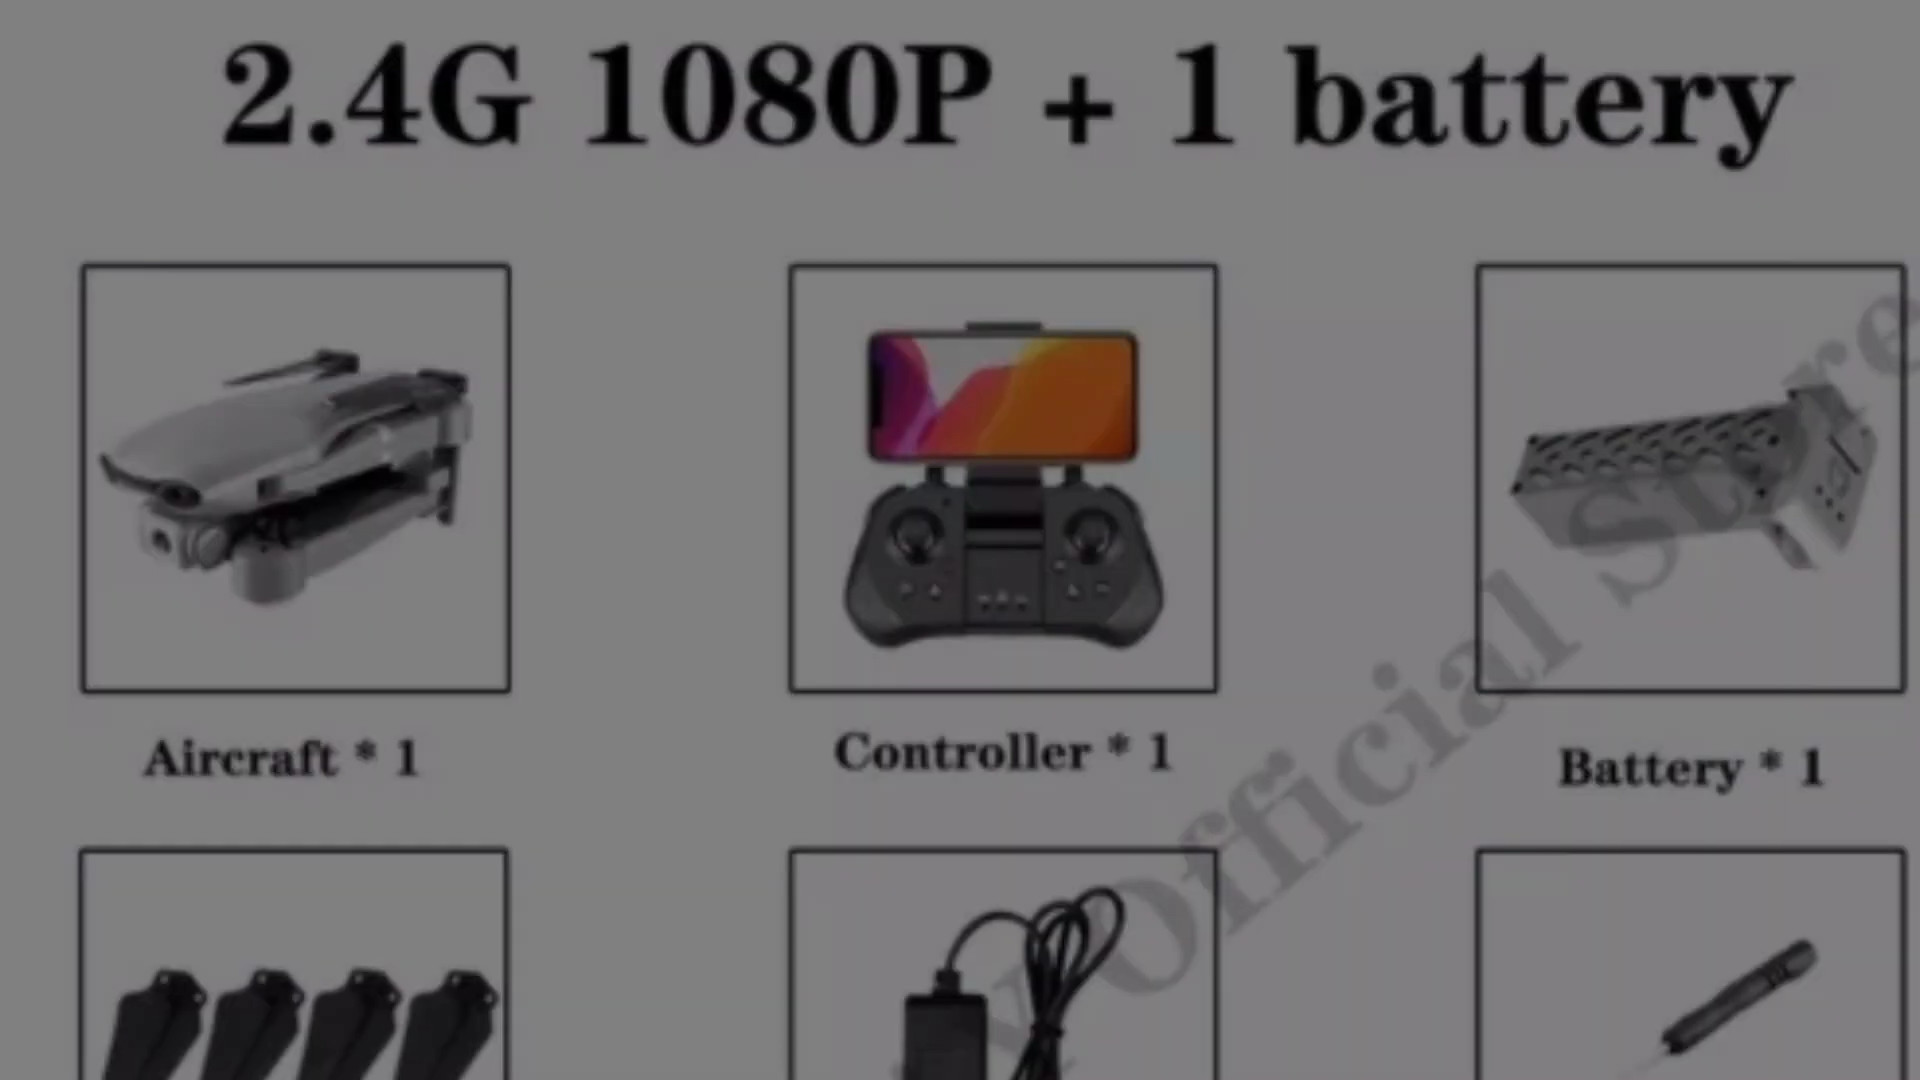 2.4G 1080P + 1 battery
Aircraft * 1
Controller * 1
Battery * 1
Official Store